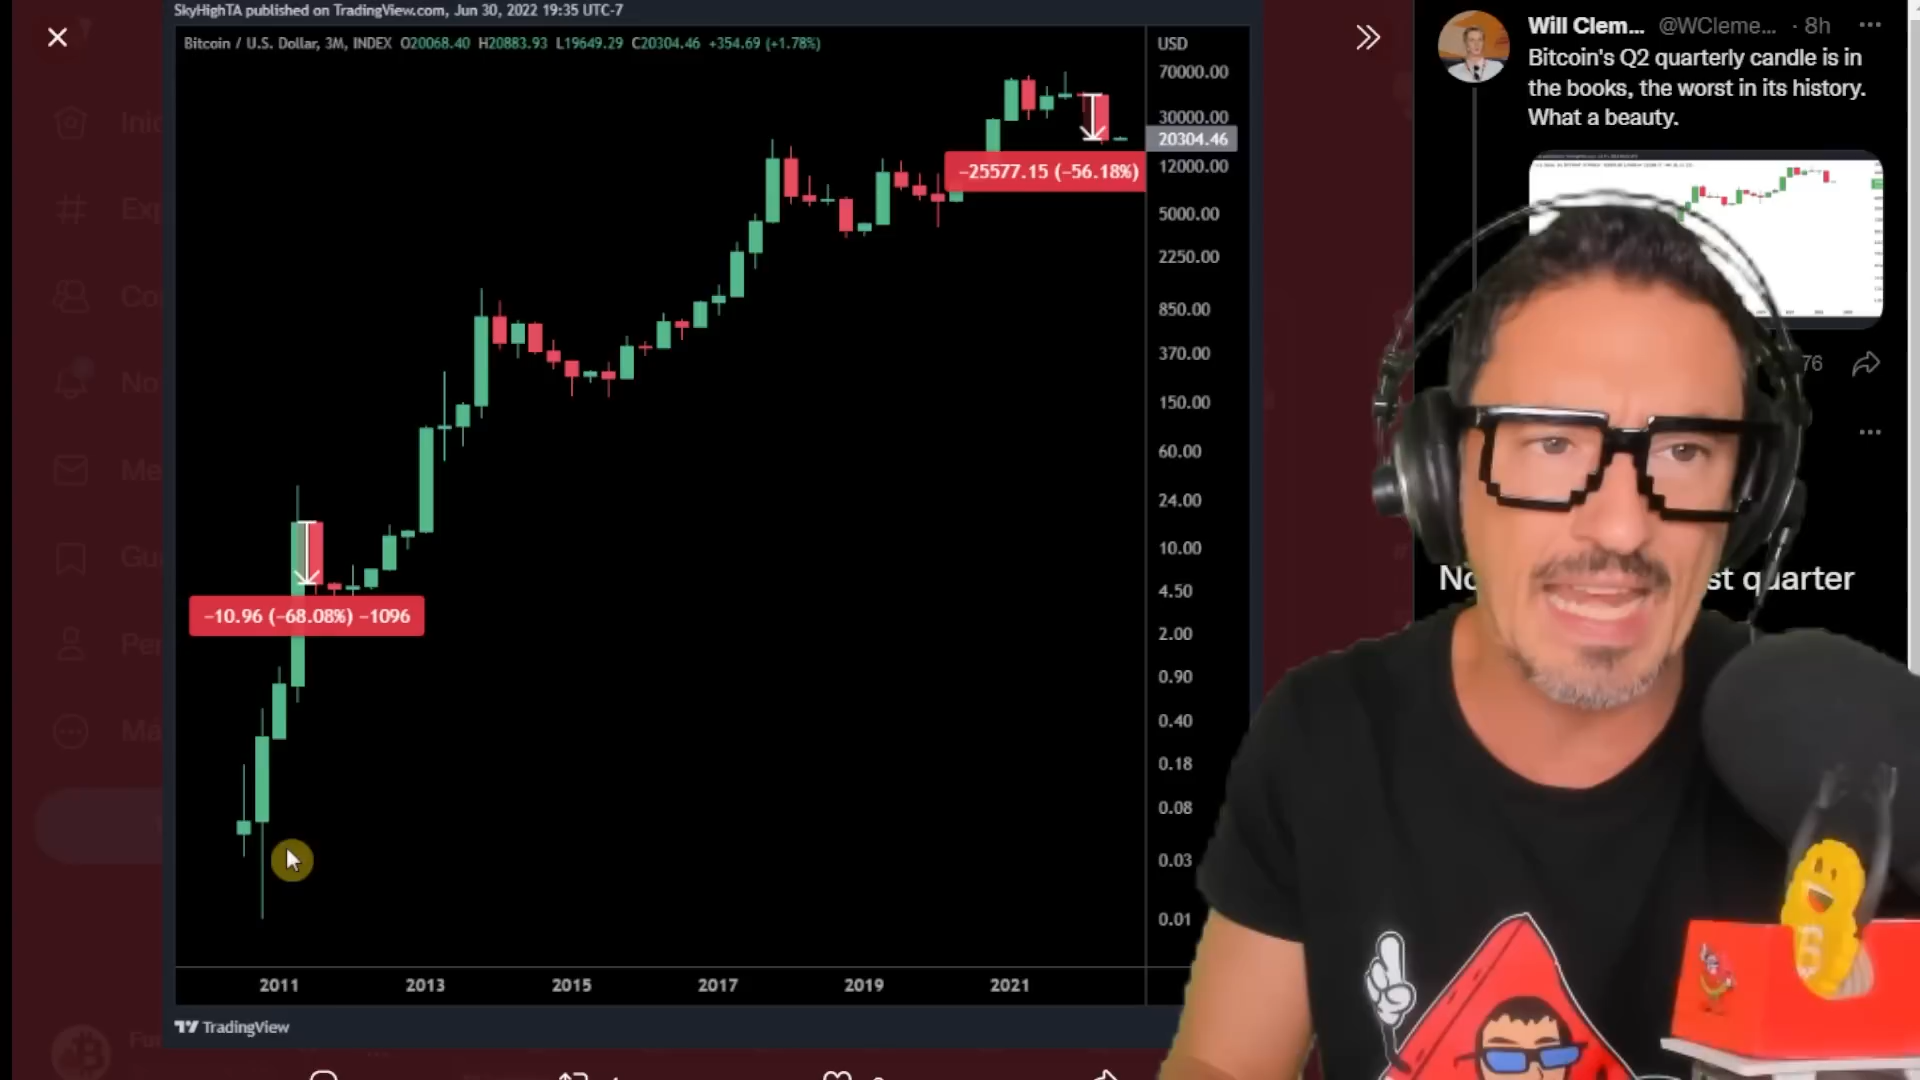 SkyHighTA published on TradingView.com, Jun 30, 2022 19:35 UTC-7
Bitcoin / U.S. Dollar, 3M, INDEX O20068.40 H20883.93 L19649.29 C20304.46 +354.69 (+1.78%)
USD
70000.00
30000.00
20304.46
12000.00
5000.00
2250.00
850.00
370.00
150.00
60.00
24.00
10.00
4.50
2.00
0.90
0.40
0.18
0.08
0.03
0.01
−25577.15 (−56.18%)
−10.96 (−68.08%) −1096
2011 2013 2015 2017 2019 2021
TradingView
Will Clem... @WCleme... · 8h
Bitcoin's Q2 quarterly candle is in
the books, the worst in its history.
What a beauty.
76
st quarter